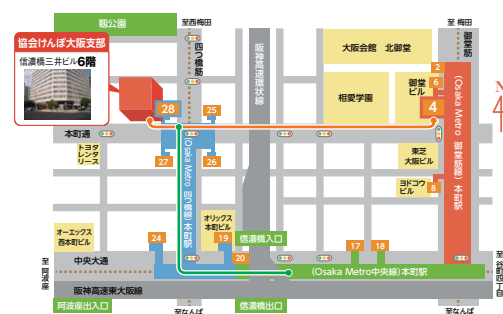 靱公園
至西梅田
至 梅田
協会けんぽ大阪支部
信濃橋三井ビル6階
四つ橋筋
阪神高速環状線
御堂筋
大阪会館 北御堂
相愛学園
御堂
ビル
2
6
4
N
4
28
25
本町通
27
26
トヨタ
レンタ
リース
(Osaka Metro 四つ橋線)本町駅
(Osaka Metro 御堂筋線)本町駅
東芝
大阪ビル
ヨドコウ
ビル
8
オーエックス
西本町ビル
オリックス
本町ビル
24
19
20
信濃橋入口
17
18
至 阿波座
中央大通
(Osaka Metro中央線)本町駅
至 谷町四丁目
阪神高速東大阪線
阿波座出入口
至なんば
信濃橋出口
至なんば